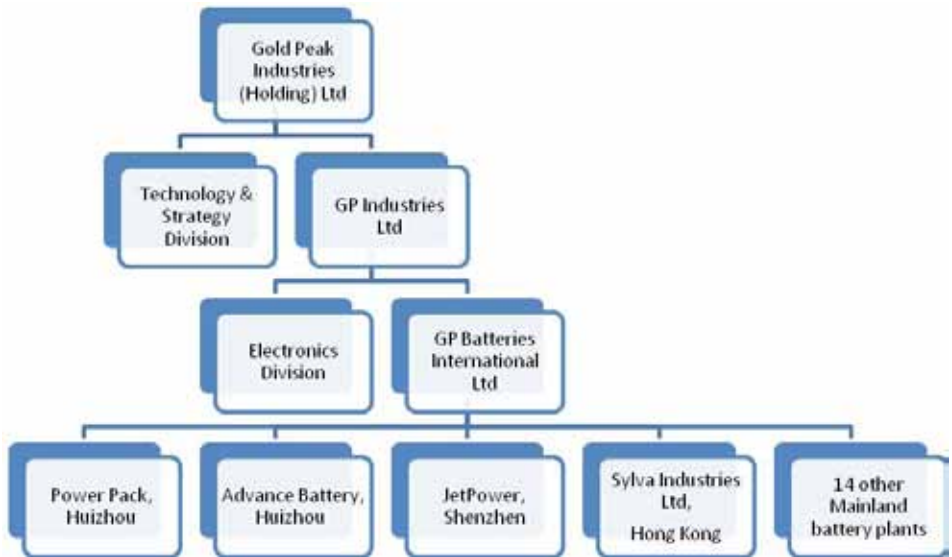 Gold Peak
Industries
(Holding) Ltd
Technology &
Strategy
Division
GP Industries
Ltd
Electronics
Division
GP Batteries
International
Ltd
Power Pack,
Huizhou
Advance Battery,
Huizhou
JetPower,
Shenzhen
Sylva Industries
Ltd,
Hong Kong
14 other
Mainland
battery plants